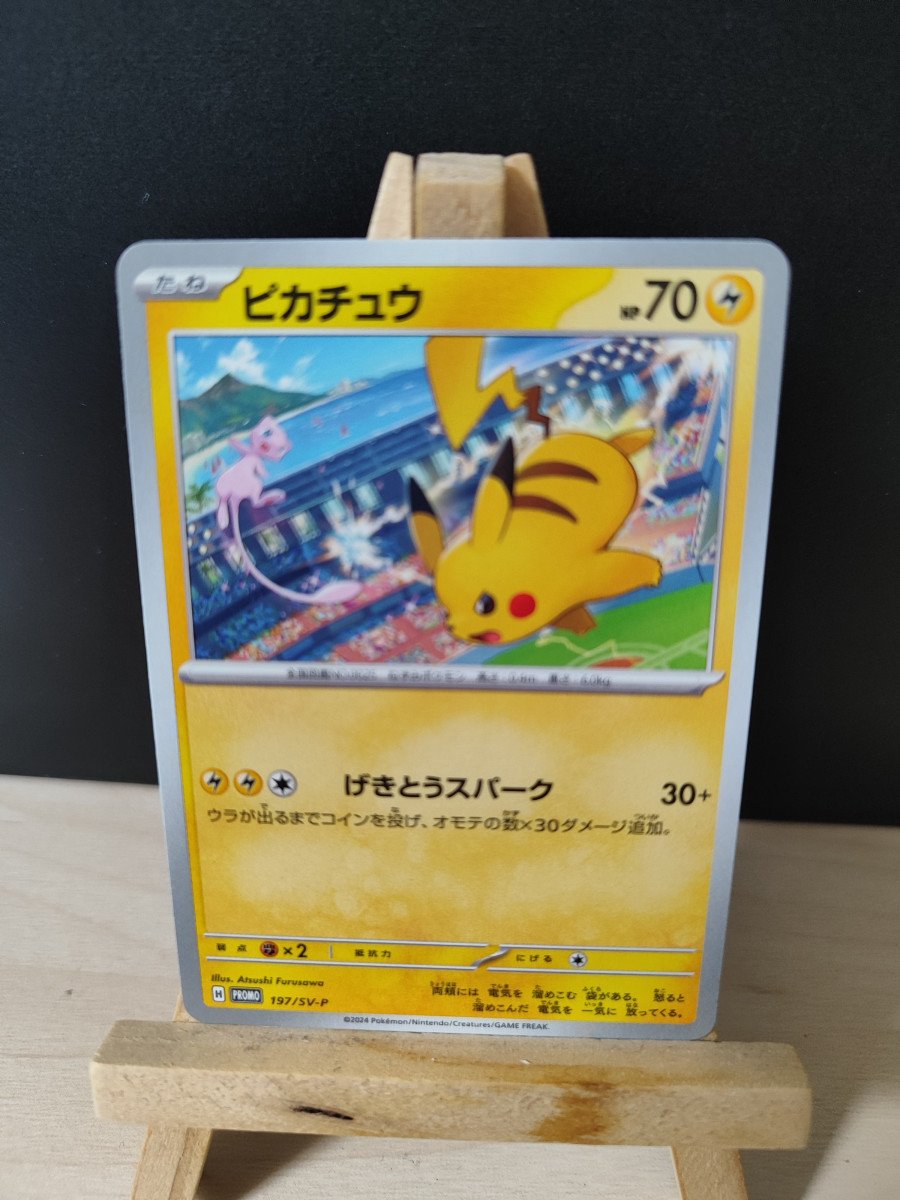 たね ピカチュウ HP70
げきとうスパーク 30+
ウラが出るまでコインを投げ、オモテの数×30ダメージ追加。
弱点 ×2 抵抗力 にげる
Illus. Atsushi Furusawa
H PROMO 197/SV-P
両頬には 電気を 溜めこむ 袋がある。 怒ると
溜めこんだ 電気を 一気に 放ってくる。
©2024 Pokémon/Nintendo/Creatures/GAME FREAK.